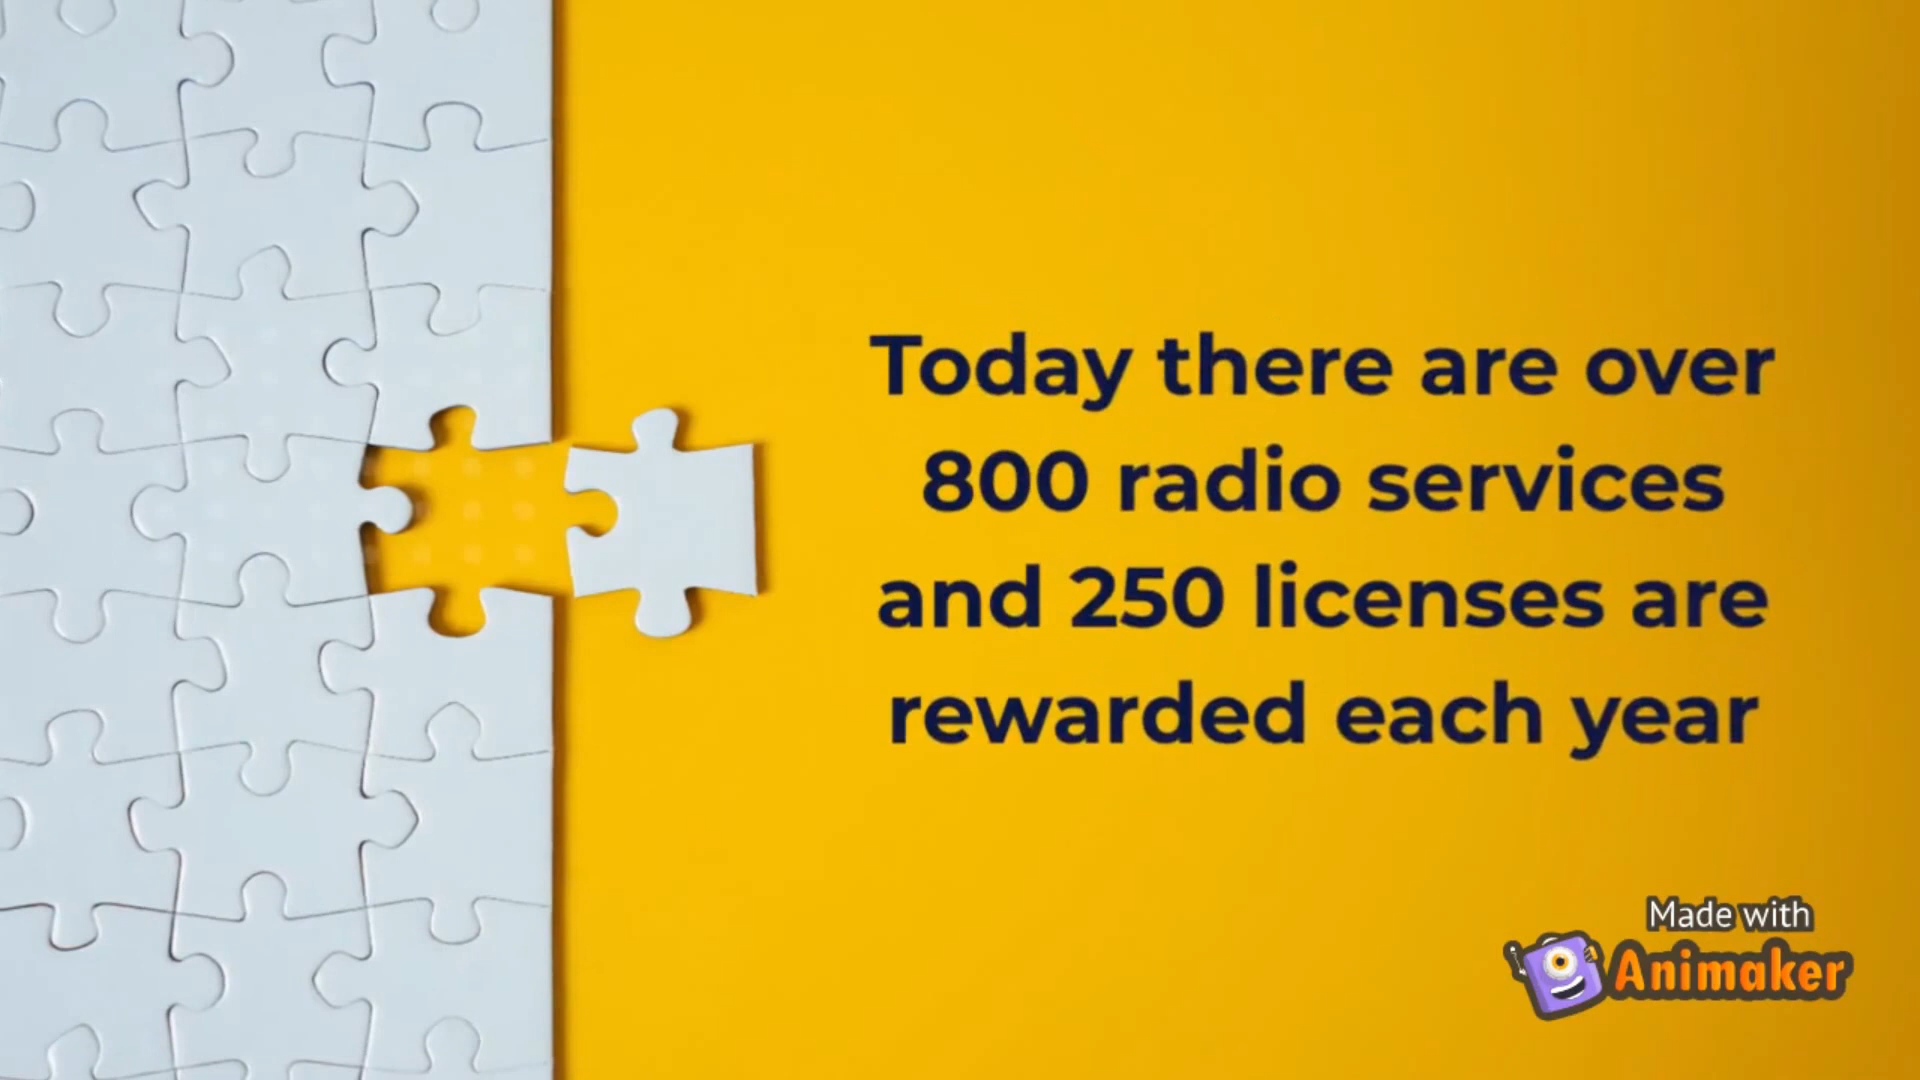 Today there are over
800 radio services
and 250 licenses are
rewarded each year
Made with
Animaker